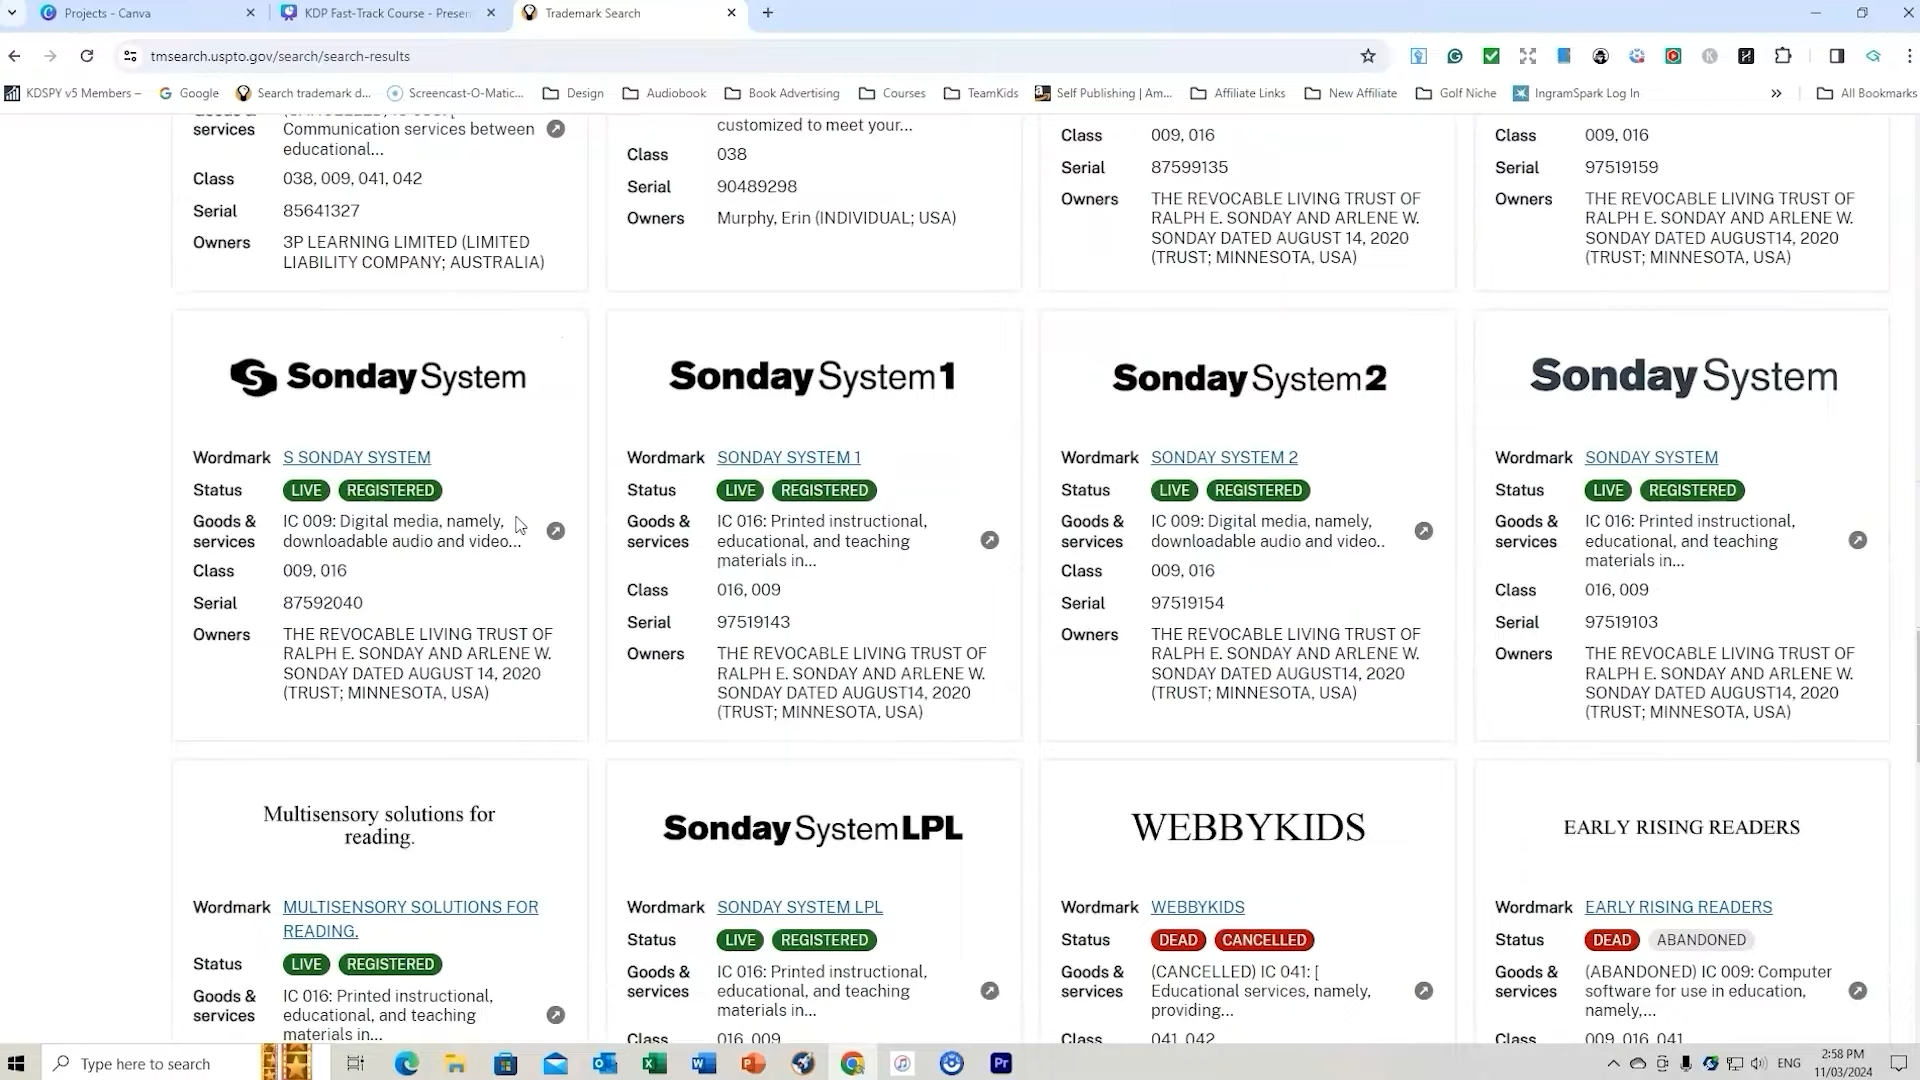 Projects - Canva
KDP Fast-Track Course - Presen
Trademark Search
tmsearch.uspto.gov/search/search-results
KDSPY v5 Members –
Google
Search trademark d...
Screencast-O-Matic...
Design
Audiobook
Book Advertising
Courses
TeamKids
Self Publishing | Am...
Affiliate Links
New Affiliate
Golf Niche
IngramSpark Log In
»
All Bookmarks
services
Communication services between
educational...
Class 038, 009, 041, 042
Serial 85641327
Owners 3P LEARNING LIMITED (LIMITED
LIABILITY COMPANY; AUSTRALIA)
customized to meet your...
Class 038
Serial 90489298
Owners Murphy, Erin (INDIVIDUAL; USA)
Class 009, 016
Serial 87599135
Owners THE REVOCABLE LIVING TRUST OF
RALPH E. SONDAY AND ARLENE W.
SONDAY DATED AUGUST 14, 2020
(TRUST; MINNESOTA, USA)
Class 009, 016
Serial 97519159
Owners THE REVOCABLE LIVING TRUST OF
RALPH E. SONDAY AND ARLENE W.
SONDAY DATED AUGUST14, 2020
(TRUST; MINNESOTA, USA)
S Sonday System
Wordmark S SONDAY SYSTEM
Status LIVE REGISTERED
Goods & IC 009: Digital media, namely,
services downloadable audio and video...
Class 009, 016
Serial 87592040
Owners THE REVOCABLE LIVING TRUST OF
RALPH E. SONDAY AND ARLENE W.
SONDAY DATED AUGUST 14, 2020
(TRUST; MINNESOTA, USA)
Sonday System 1
Wordmark SONDAY SYSTEM 1
Status LIVE REGISTERED
Goods & IC 016: Printed instructional,
services educational, and teaching
materials in...
Class 016, 009
Serial 97519143
Owners THE REVOCABLE LIVING TRUST OF
RALPH E. SONDAY AND ARLENE W.
SONDAY DATED AUGUST14, 2020
(TRUST; MINNESOTA, USA)
Sonday System 2
Wordmark SONDAY SYSTEM 2
Status LIVE REGISTERED
Goods & IC 009: Digital media, namely,
services downloadable audio and video..
Class 009, 016
Serial 97519154
Owners THE REVOCABLE LIVING TRUST OF
RALPH E. SONDAY AND ARLENE W.
SONDAY DATED AUGUST14, 2020
(TRUST; MINNESOTA, USA)
Sonday System
Wordmark SONDAY SYSTEM
Status LIVE REGISTERED
Goods & IC 016: Printed instructional,
services educational, and teaching
materials in...
Class 016, 009
Serial 97519103
Owners THE REVOCABLE LIVING TRUST OF
RALPH E. SONDAY AND ARLENE W.
SONDAY DATED AUGUST14, 2020
(TRUST; MINNESOTA, USA)
Multisensory solutions for
reading.
Wordmark MULTISENSORY SOLUTIONS FOR
READING.
Status LIVE REGISTERED
Goods & IC 016: Printed instructional,
services educational, and teaching
materials in...
Sonday System LPL
Wordmark SONDAY SYSTEM LPL
Status LIVE REGISTERED
Goods & IC 016: Printed instructional,
services educational, and teaching
materials in...
Class 016, 009
WEBBYKIDS
Wordmark WEBBYKIDS
Status DEAD CANCELLED
Goods & (CANCELLED) IC 041: [
services Educational services, namely,
providing...
Class 041, 042
EARLY RISING READERS
Wordmark EARLY RISING READERS
Status DEAD ABANDONED
Goods & (ABANDONED) IC 009: Computer
services software for use in education,
namely,...
Class 009, 016, 041
Type here to search
ENG
2:58 PM
11/03/2024